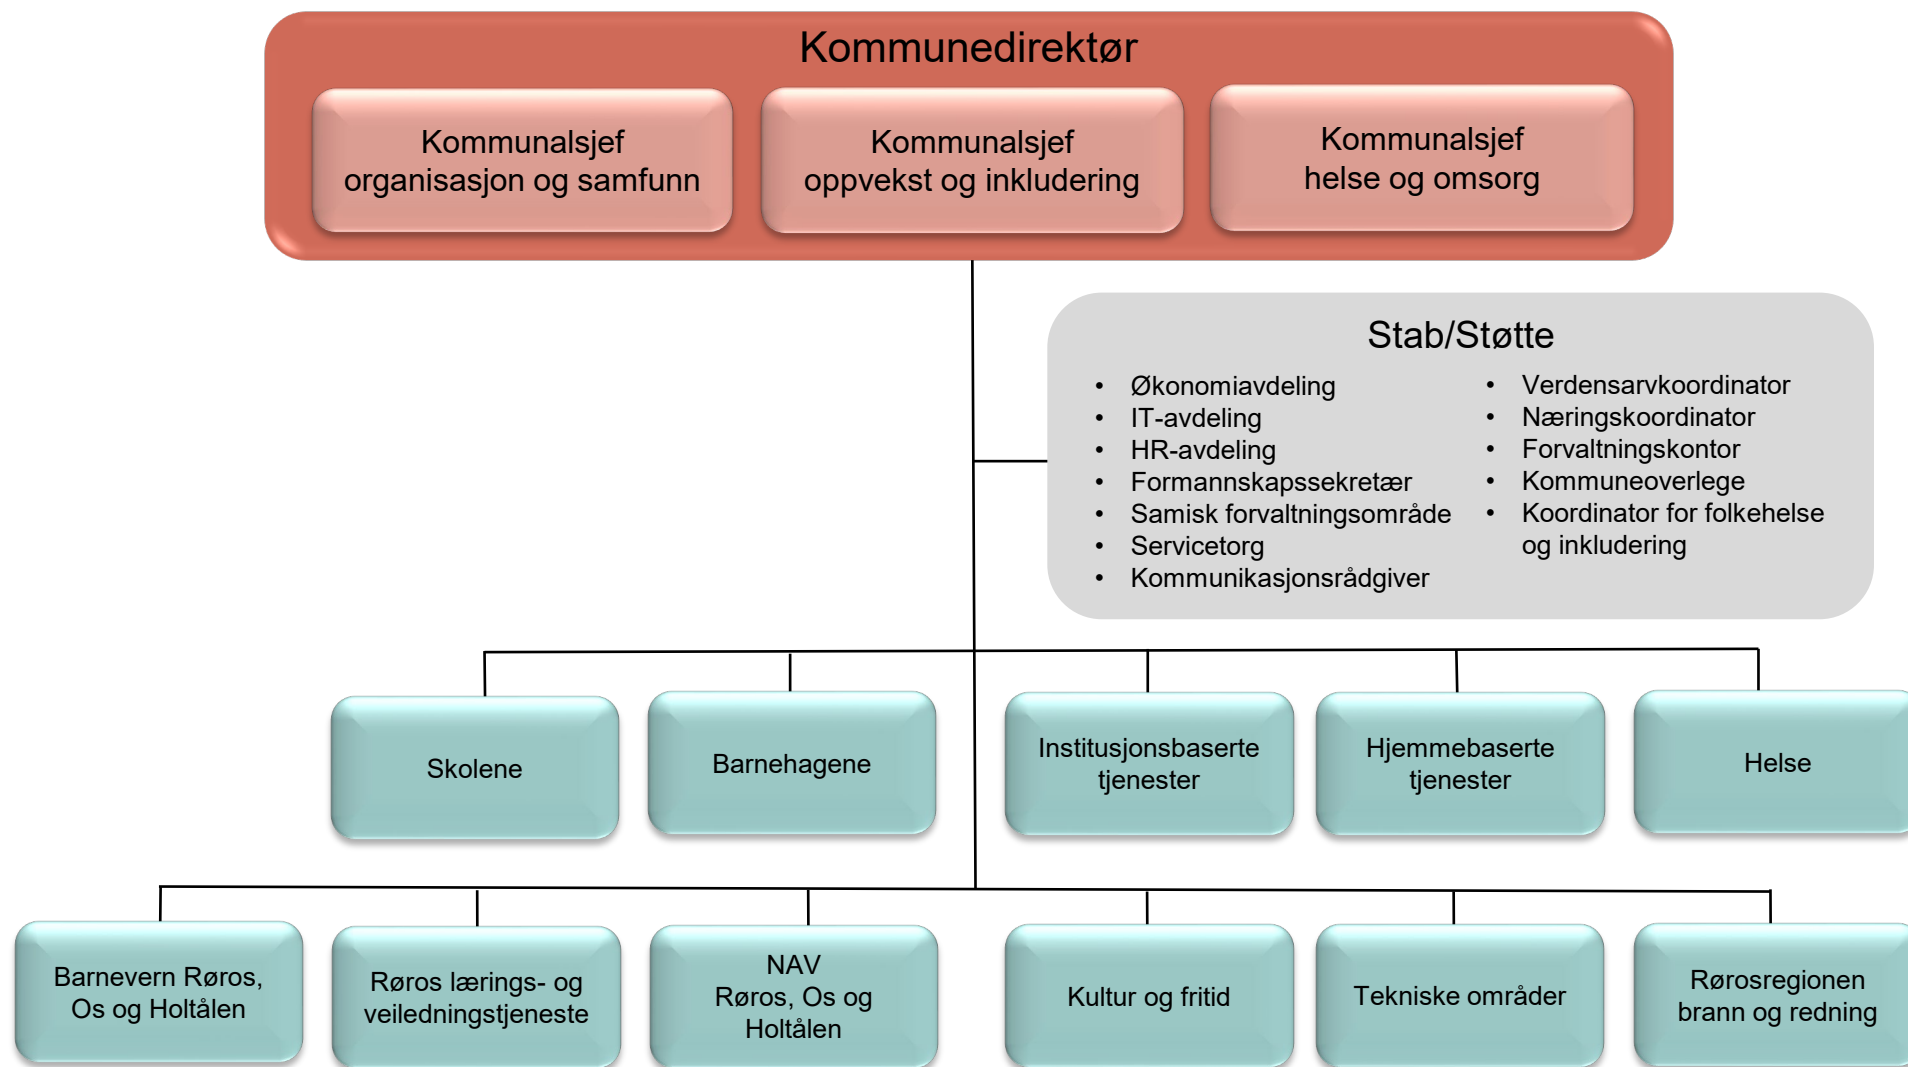 Kommunedirektør
Kommunalsjef
organisasjon og samfunn
Kommunalsjef
oppvekst og inkludering
Kommunalsjef
helse og omsorg
Stab/Støtte
• Økonomiavdeling
• IT-avdeling
• HR-avdeling
• Formannskapssekretær
• Samisk forvaltningsområde
• Servicetorg
• Kommunikasjonsrådgiver
• Verdensarvkoordinator
• Næringskoordinator
• Forvaltningskontor
• Kommuneoverlege
• Koordinator for folkehelse
og inkludering
Skolene
Barnehagene
Institusjonsbaserte
tjenester
Hjemmebaserte
tjenester
Helse
Barnevern Røros,
Os og Holtålen
Røros lærings- og
veiledningstjeneste
NAV
Røros, Os og
Holtålen
Kultur og fritid
Tekniske områder
Rørosregionen
brann og redning